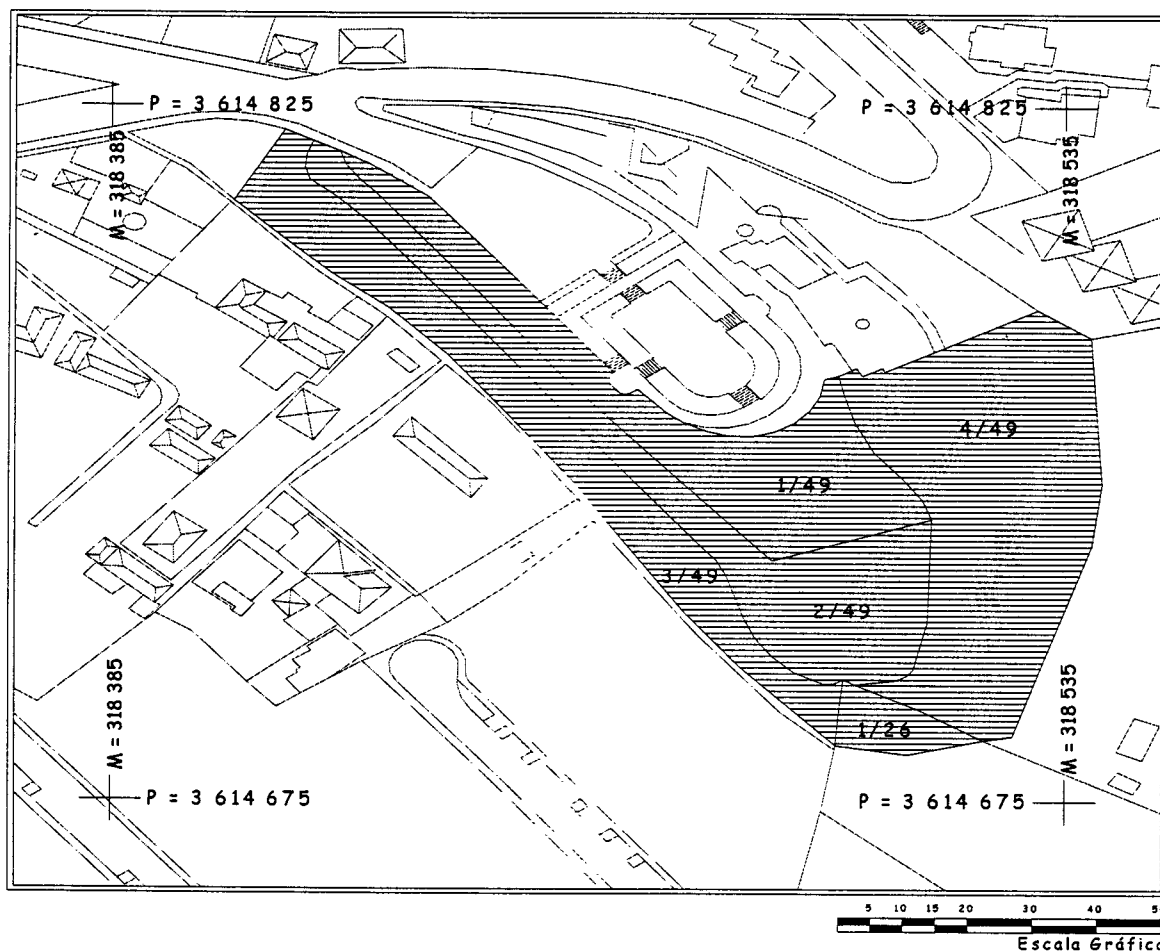 P = 3 614 825
P = 3 614 825
M = 318 385
M = 318 535
4/49
1/49
3/49
2/49
1/26
M = 318 385
M = 318 535
P = 3 614 675
P = 3 614 675
5 10 15 20 30 40
Escala Gráfica